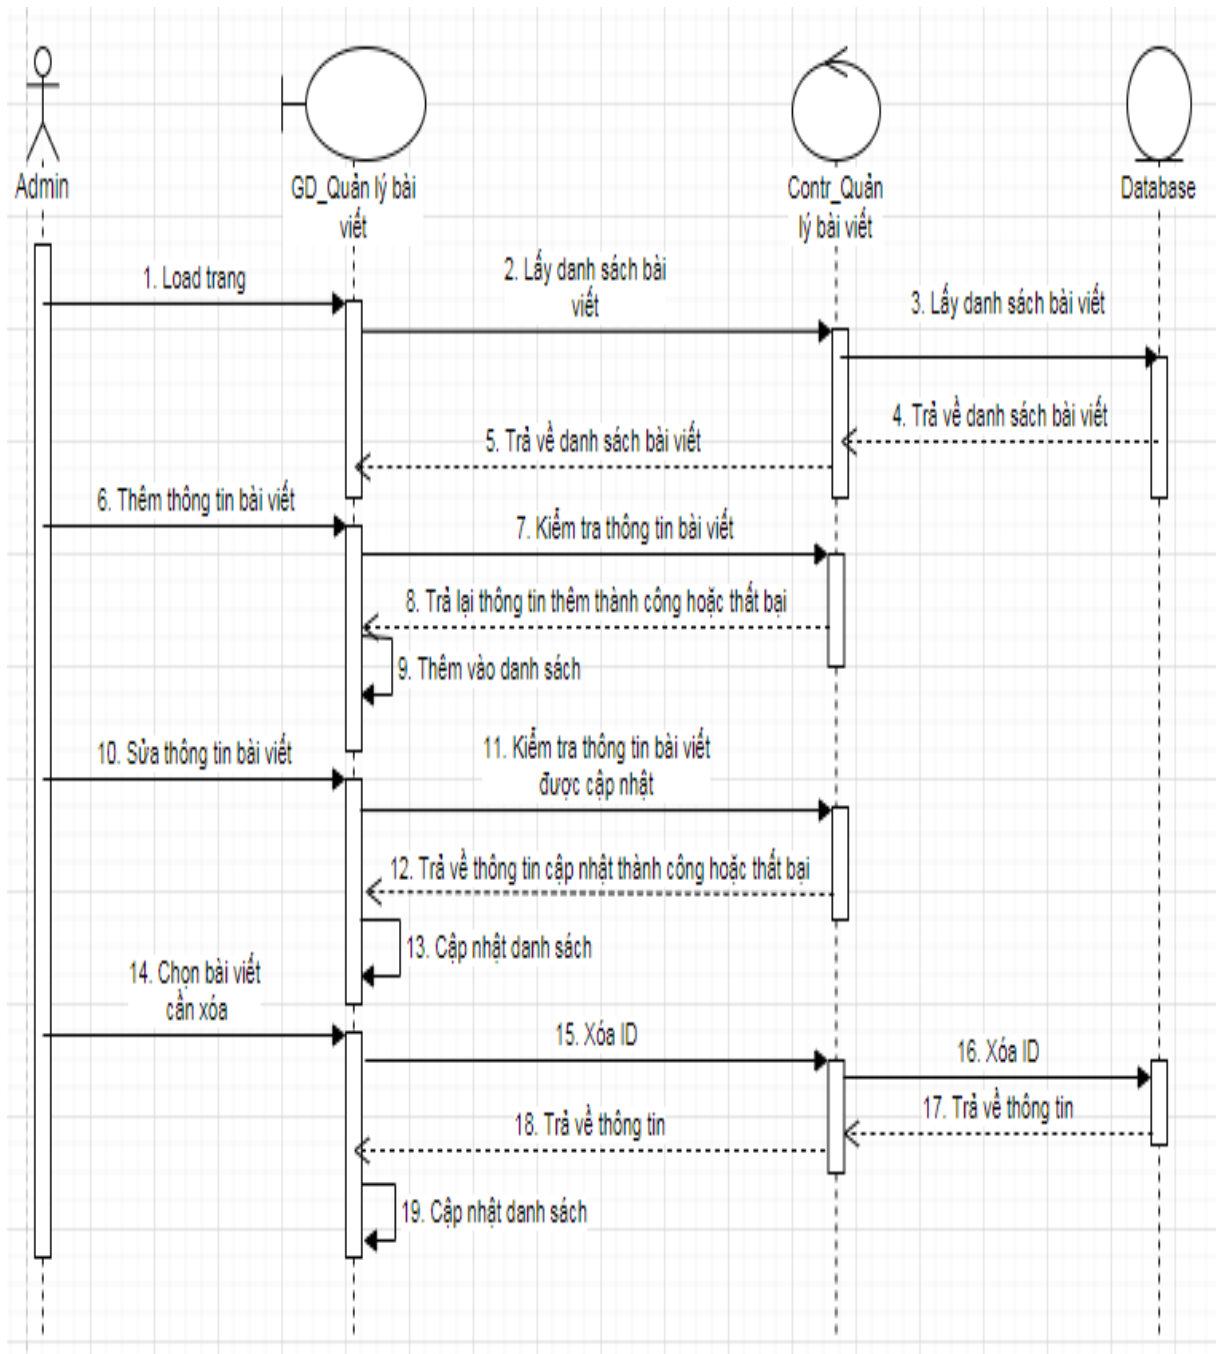 Admin
GD_Quản lý bài
viết
Contr_Quản
lý bài viết
Database
1. Load trang
2. Lấy danh sách bài
viết
3. Lấy danh sách bài viết
4. Trả về danh sách bài viết
5. Trả về danh sách bài viết
6. Thêm thông tin bài viết
7. Kiểm tra thông tin bài viết
8. Trả lại thông tin thêm thành công hoặc thất bại
9. Thêm vào danh sách
10. Sửa thông tin bài viết
11. Kiểm tra thông tin bài viết
được cập nhật
12. Trả về thông tin cập nhật thành công hoặc thất bại
13. Cập nhật danh sách
14. Chọn bài viết
cần xóa
15. Xóa ID
16. Xóa ID
17. Trả về thông tin
18. Trả về thông tin
19. Cập nhật danh sách